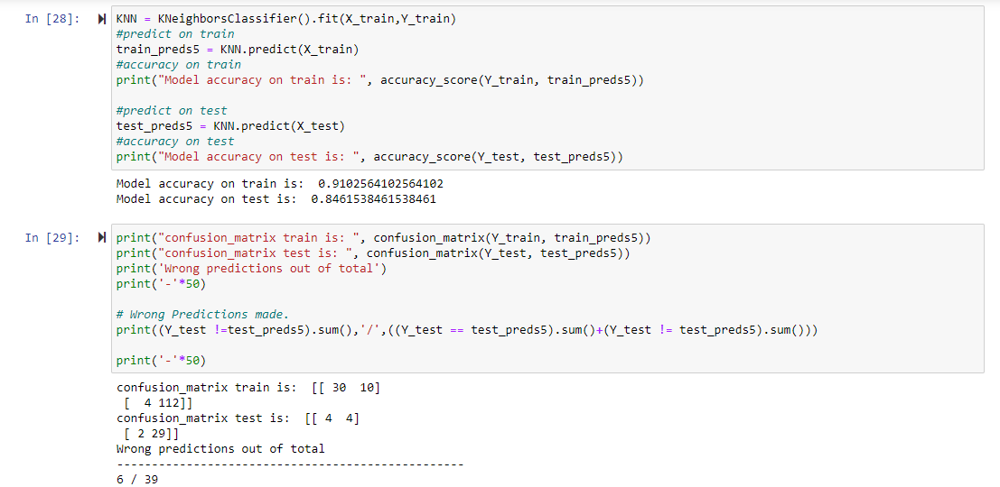 In [28]: KNN = KNeighborsClassifier().fit(X_train,Y_train)
#predict on train
train_preds5 = KNN.predict(X_train)
#accuracy on train
print("Model accuracy on train is: ", accuracy_score(Y_train, train_preds5))
#predict on test
test_preds5 = KNN.predict(X_test)
#accuracy on test
print("Model accuracy on test is: ", accuracy_score(Y_test, test_preds5))
Model accuracy on train is:  0.9102564102564102
Model accuracy on test is:  0.8461538461538461
In [29]: print("confusion_matrix train is: ", confusion_matrix(Y_train, train_preds5))
print("confusion_matrix test is: ", confusion_matrix(Y_test, test_preds5))
print('Wrong predictions out of total')
print('-'*50)
# Wrong Predictions made.
print((Y_test !=test_preds5).sum(),'/',((Y_test == test_preds5).sum()+(Y_test != test_preds5).sum()))
print('-'*50)
confusion_matrix train is:  [[ 30  10]
 [  4 112]]
confusion_matrix test is:  [[ 4  4]
 [ 2 29]]
Wrong predictions out of total
--------------------------------------------------
6 / 39